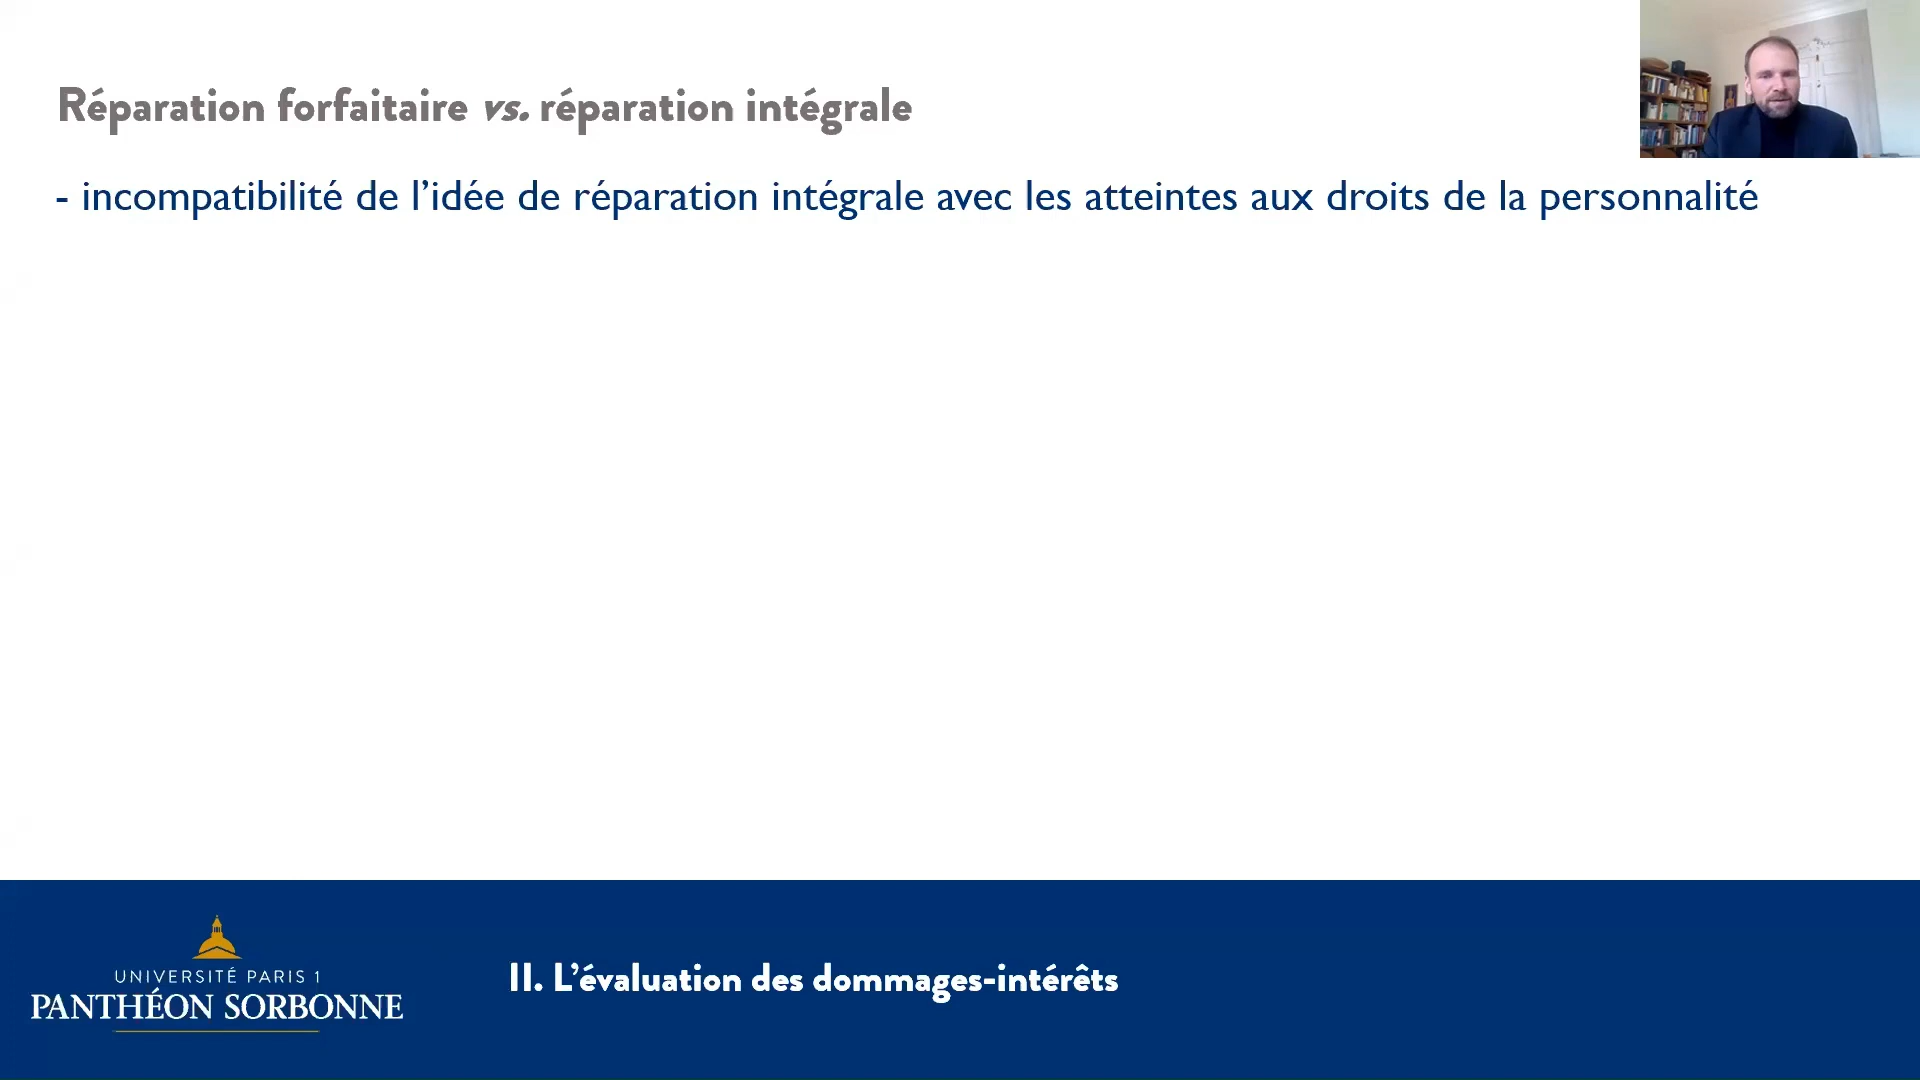 Réparation forfaitaire vs. réparation intégrale
- incompatibilité de l’idée de réparation intégrale avec les atteintes aux droits de la personnalité
UNIVERSITÉ PARIS 1
PANTHÉON SORBONNE
II. L’évaluation des dommages-intérêts